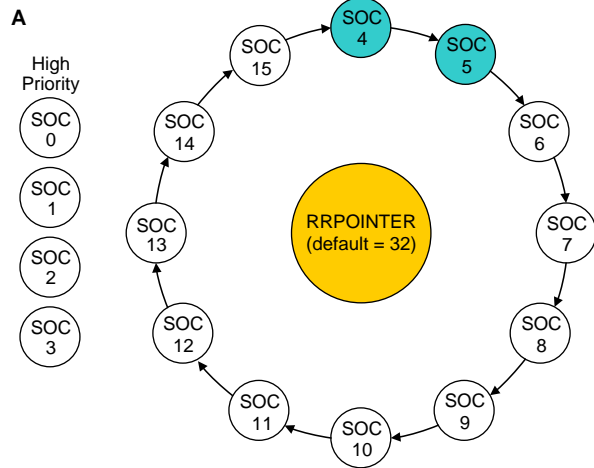 A
High
Priority
SOC
0
SOC
1
SOC
2
SOC
3
SOC
4
SOC
5
SOC
6
SOC
7
SOC
8
SOC
9
SOC
10
SOC
11
SOC
12
SOC
13
SOC
14
SOC
15
RRPOINTER
(default = 32)